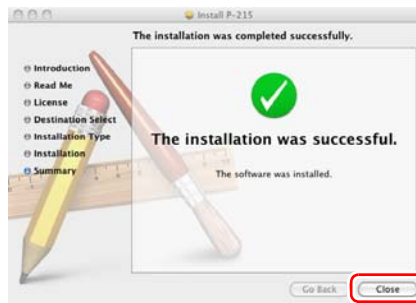 Install P-215
The installation was completed successfully.
Introduction
Read Me
License
Destination Select
Installation Type
Installation
Summary
The installation was successful.
The software was installed.
Go Back
Close